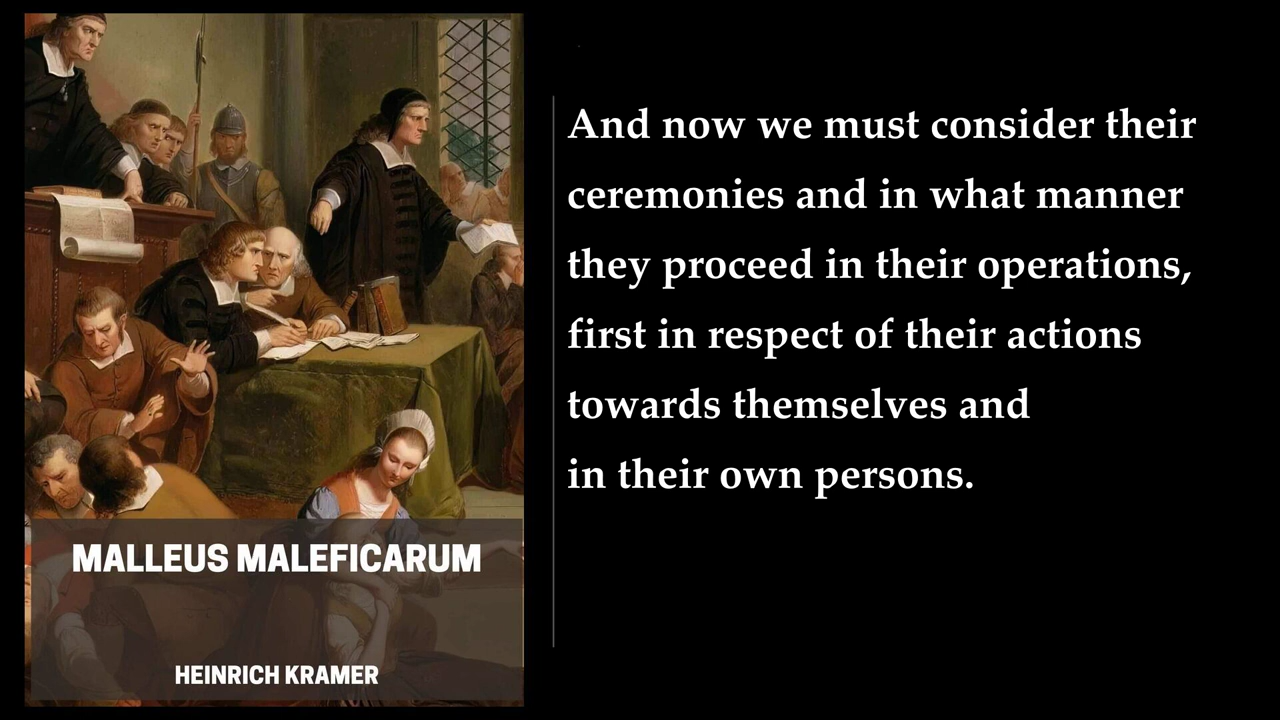 MALLEUS MALEFICARUM
HEINRICH KRAMER
And now we must consider their
ceremonies and in what manner
they proceed in their operations,
first in respect of their actions
towards themselves and
in their own persons.